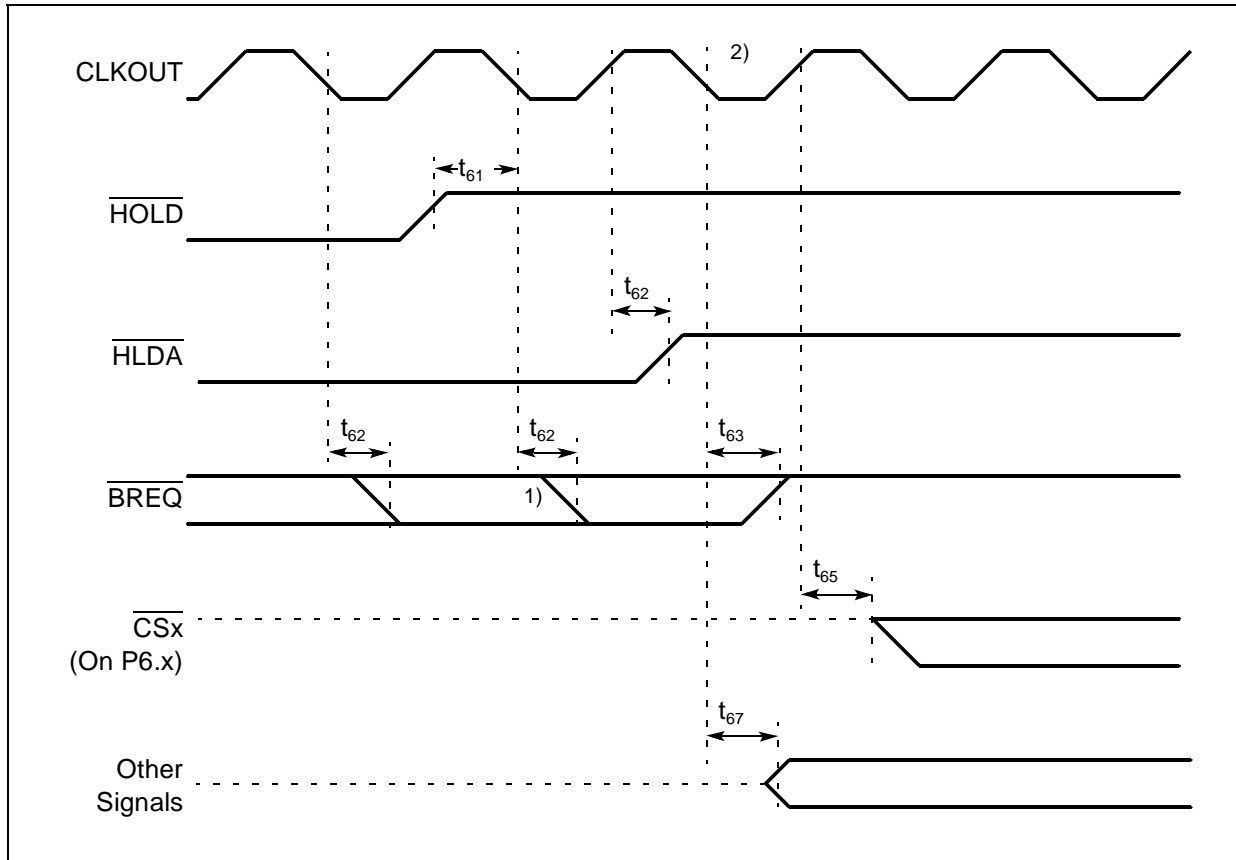 2)
CLKOUT
t61
HOLD
t62
HLDA
t62
t62
t63
BREQ
1)
t65
CSx
(On P6.x)
t67
Other
Signals